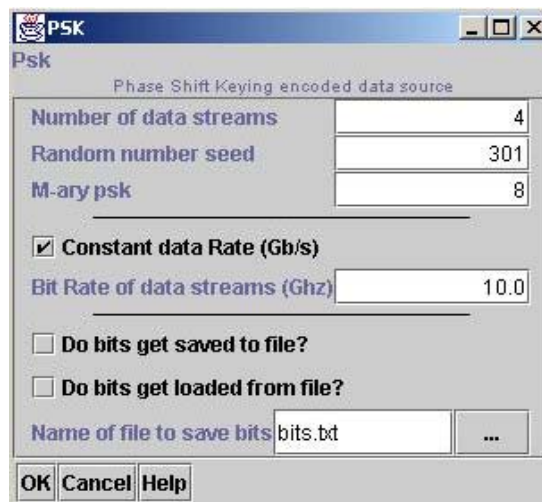 PSK
Psk
Phase Shift Keying encoded data source
Number of data streams 4
Random number seed 301
M-ary psk 8
Constant data Rate (Gb/s)
Bit Rate of data streams (Ghz) 10.0
Do bits get saved to file?
Do bits get loaded from file?
Name of file to save bits bits.txt ...
OK Cancel Help